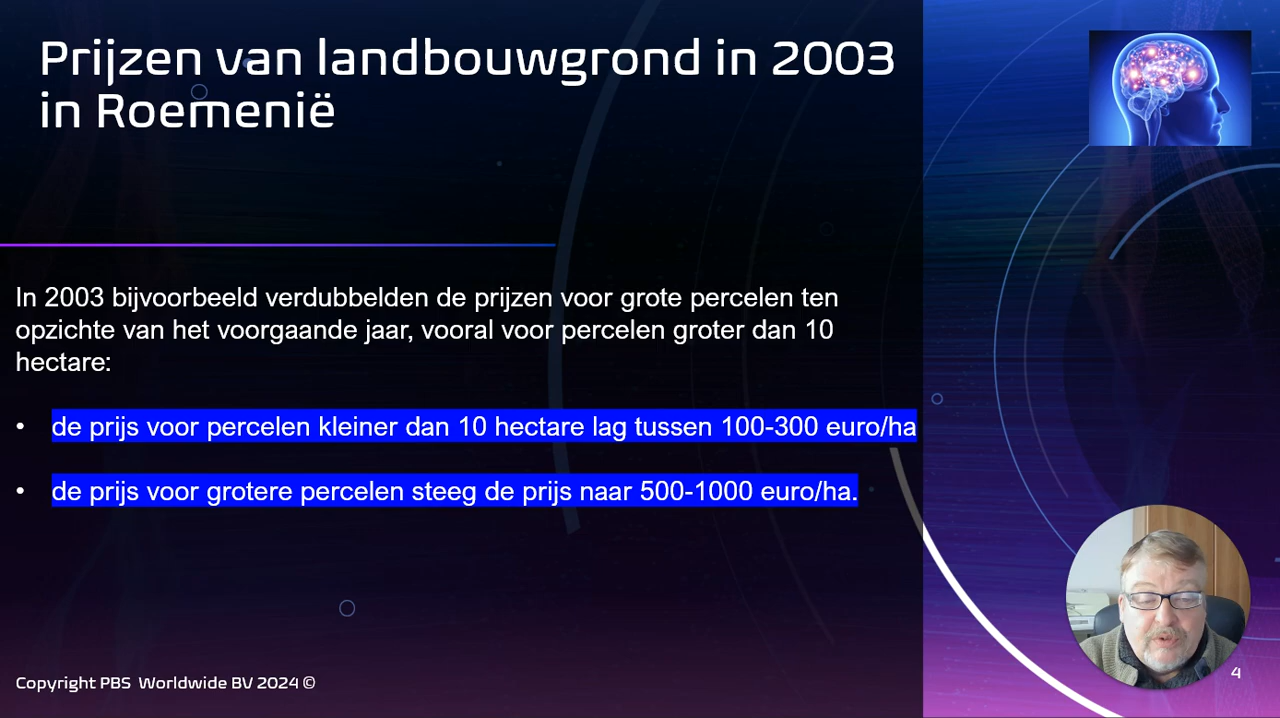 Prijzen van landbouwgrond in 2003
in Roemenië
In 2003 bijvoorbeeld verdubbelden de prijzen voor grote percelen ten
opzichte van het voorgaande jaar, vooral voor percelen groter dan 10
hectare:
• de prijs voor percelen kleiner dan 10 hectare lag tussen 100-300 euro/ha
• de prijs voor grotere percelen steeg de prijs naar 500-1000 euro/ha.
Copyright PBS Worldwide BV 2024 ©
4